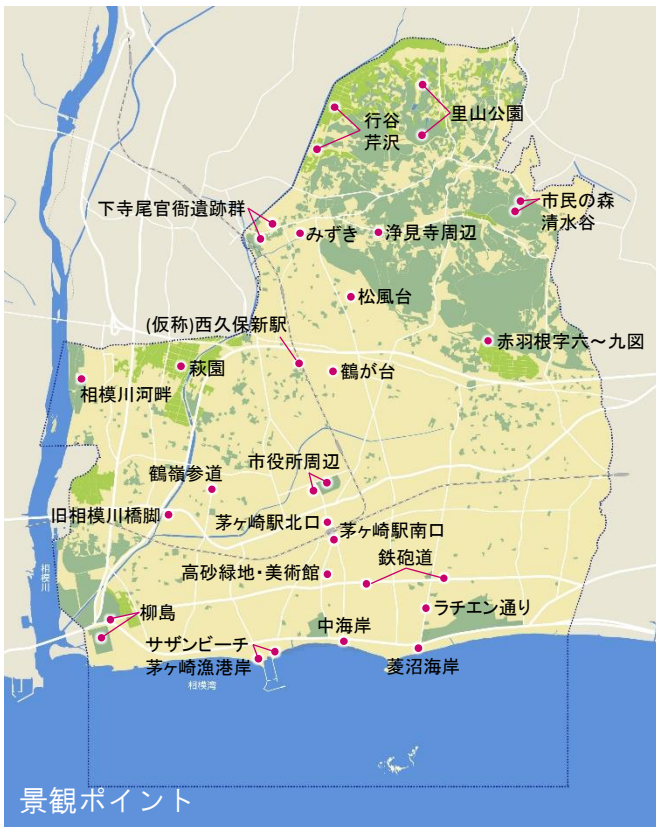 行谷
芹沢
里山公園
市民の森
清水谷
下寺尾官衙遺跡群
みずき
浄見寺周辺
松風台
(仮称)西久保新駅
赤羽根字六～九図
萩園
鶴が台
相模川河畔
市役所周辺
鶴嶺参道
旧相模川橋脚
茅ヶ崎駅北口
茅ヶ崎駅南口
高砂緑地・美術館
鉄砲道
相模川
柳島
ラチエン通り
サザンビーチ
茅ヶ崎漁港岸
中海岸
菱沼海岸
相模湾
景観ポイント